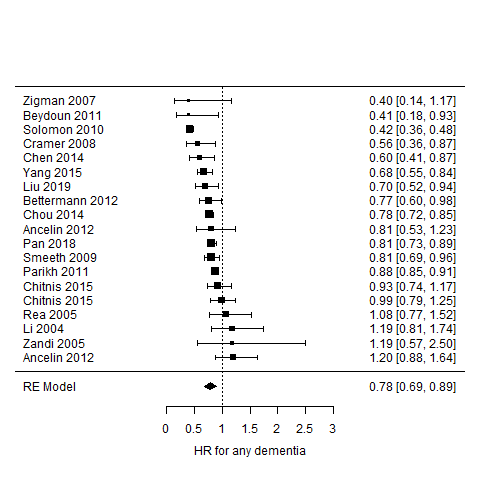 Zigman 2007 0.40 [0.14, 1.17]
Beydoun 2011 0.41 [0.18, 0.93]
Solomon 2010 0.42 [0.36, 0.48]
Cramer 2008 0.56 [0.36, 0.87]
Chen 2014 0.60 [0.41, 0.87]
Yang 2015 0.68 [0.55, 0.84]
Liu 2019 0.70 [0.52, 0.94]
Bettermann 2012 0.77 [0.60, 0.98]
Chou 2014 0.78 [0.72, 0.85]
Ancelin 2012 0.81 [0.53, 1.23]
Pan 2018 0.81 [0.73, 0.89]
Smeeth 2009 0.81 [0.69, 0.96]
Parikh 2011 0.88 [0.85, 0.91]
Chitnis 2015 0.93 [0.74, 1.17]
Chitnis 2015 0.99 [0.79, 1.25]
Rea 2005 1.08 [0.77, 1.52]
Li 2004 1.19 [0.81, 1.74]
Zandi 2005 1.19 [0.57, 2.50]
Ancelin 2012 1.20 [0.88, 1.64]
RE Model 0.78 [0.69, 0.89]
0 0.5 1 1.5 2 2.5 3
HR for any dementia